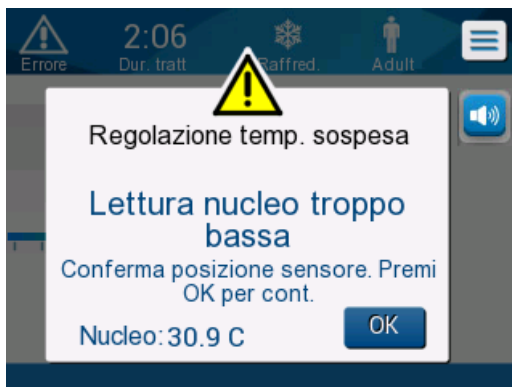 2:06
Errore
Dur. tratt
Raffred.
Adult
Regolazione temp. sospesa
Lettura nucleo troppo
bassa
Conferma posizione sensore. Premi
OK per cont.
Nucleo: 30.9 C
OK